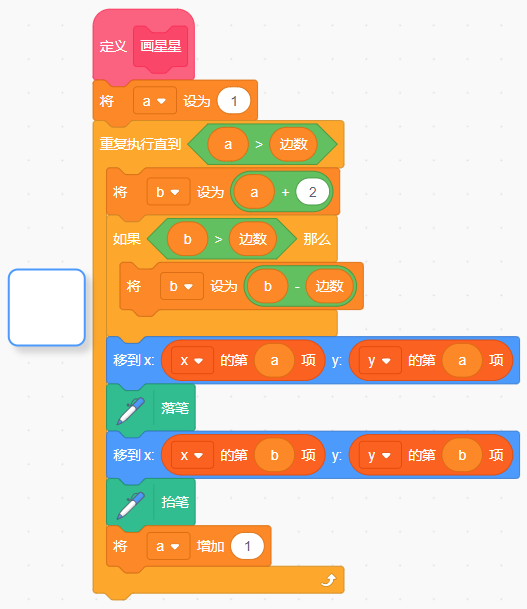 定义 画星星
将 a 设为 1
重复执行直到 a > 边数
将 b 设为 a + 2
如果 b > 边数 那么
将 b 设为 b - 边数
移到 x: x 的第 a 项 y: y 的第 a 项
落笔
移到 x: x 的第 b 项 y: y 的第 b 项
抬笔
将 a 增加 1